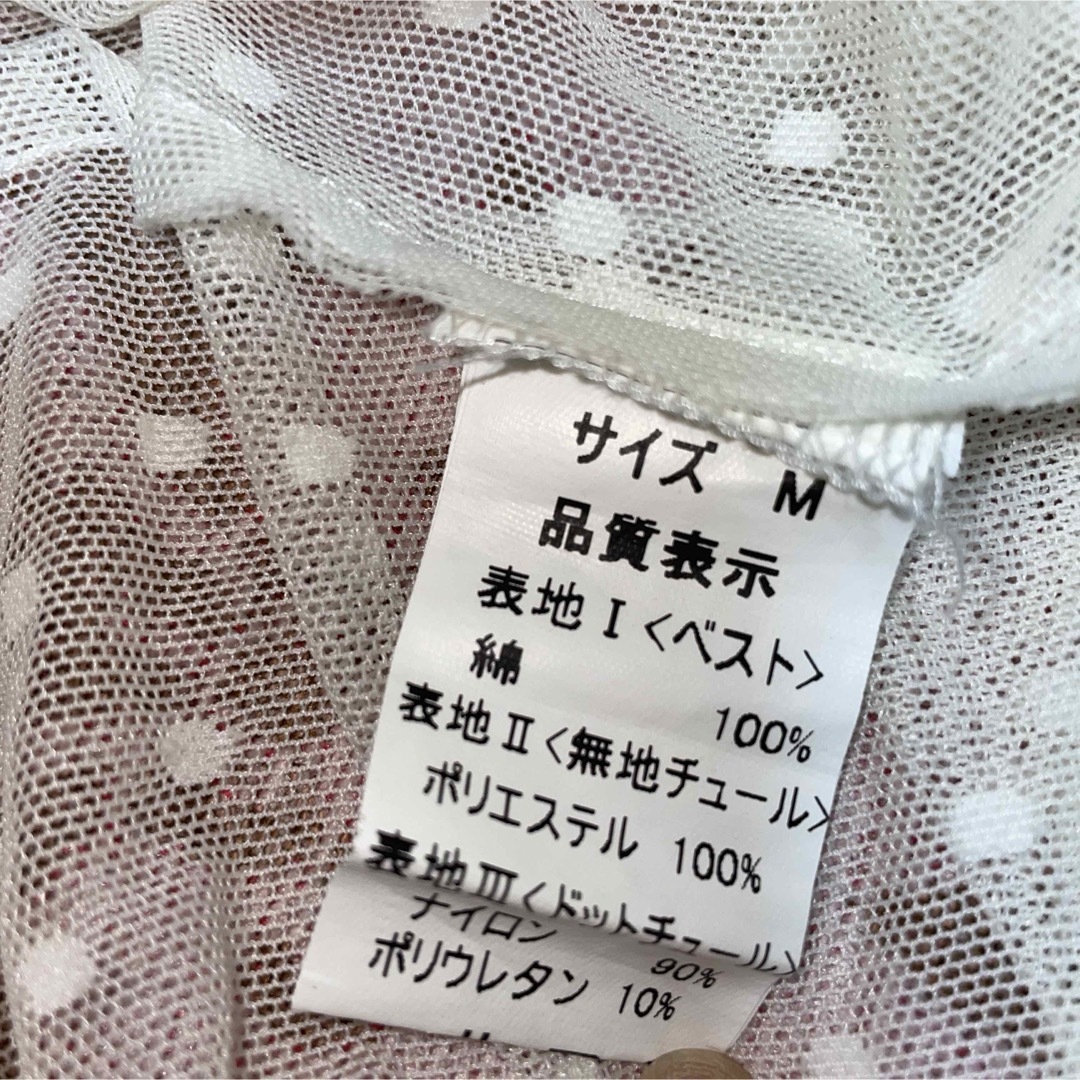 サイズ M
品質表示
表地Ⅰ<ベスト>
綿 100%
表地Ⅱ<無地チュール>
ポリエステル 100%
表地Ⅲ<ドットチュール>
ナイロン 90%
ポリウレタン 10%